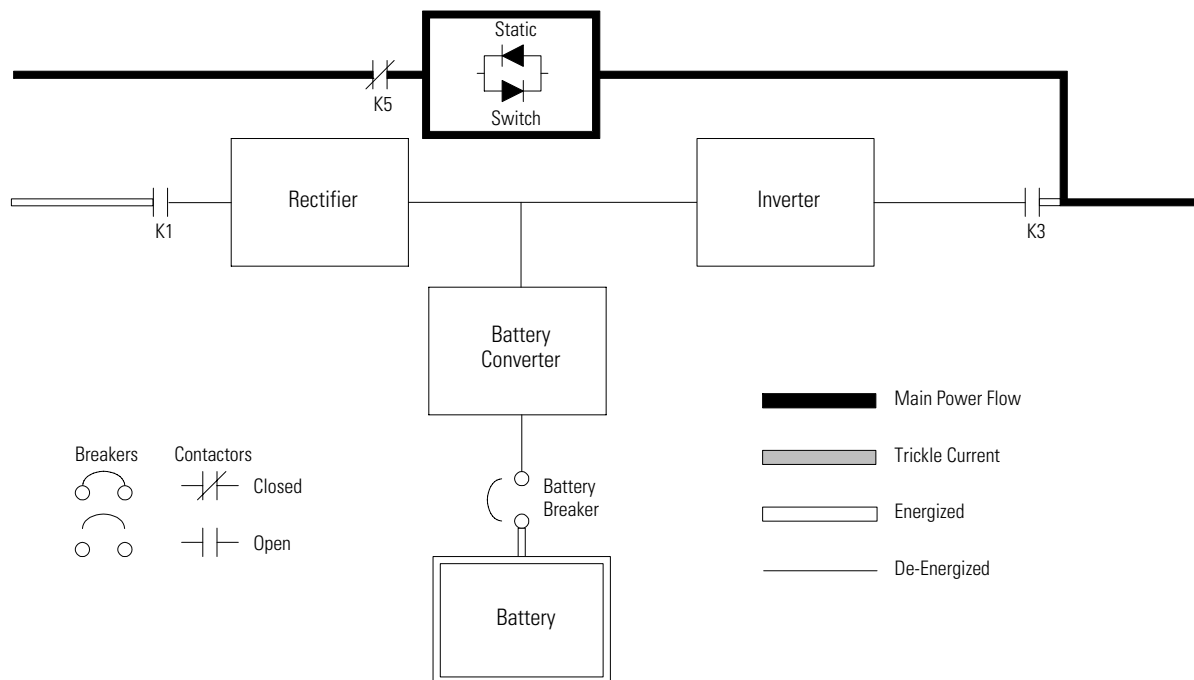 Static
Switch
K5
Rectifier
Inverter
K1
K3
Battery
Converter
Main Power Flow
Trickle Current
Energized
De-Energized
Breakers
Contactors
Closed
Open
Battery
Breaker
Battery